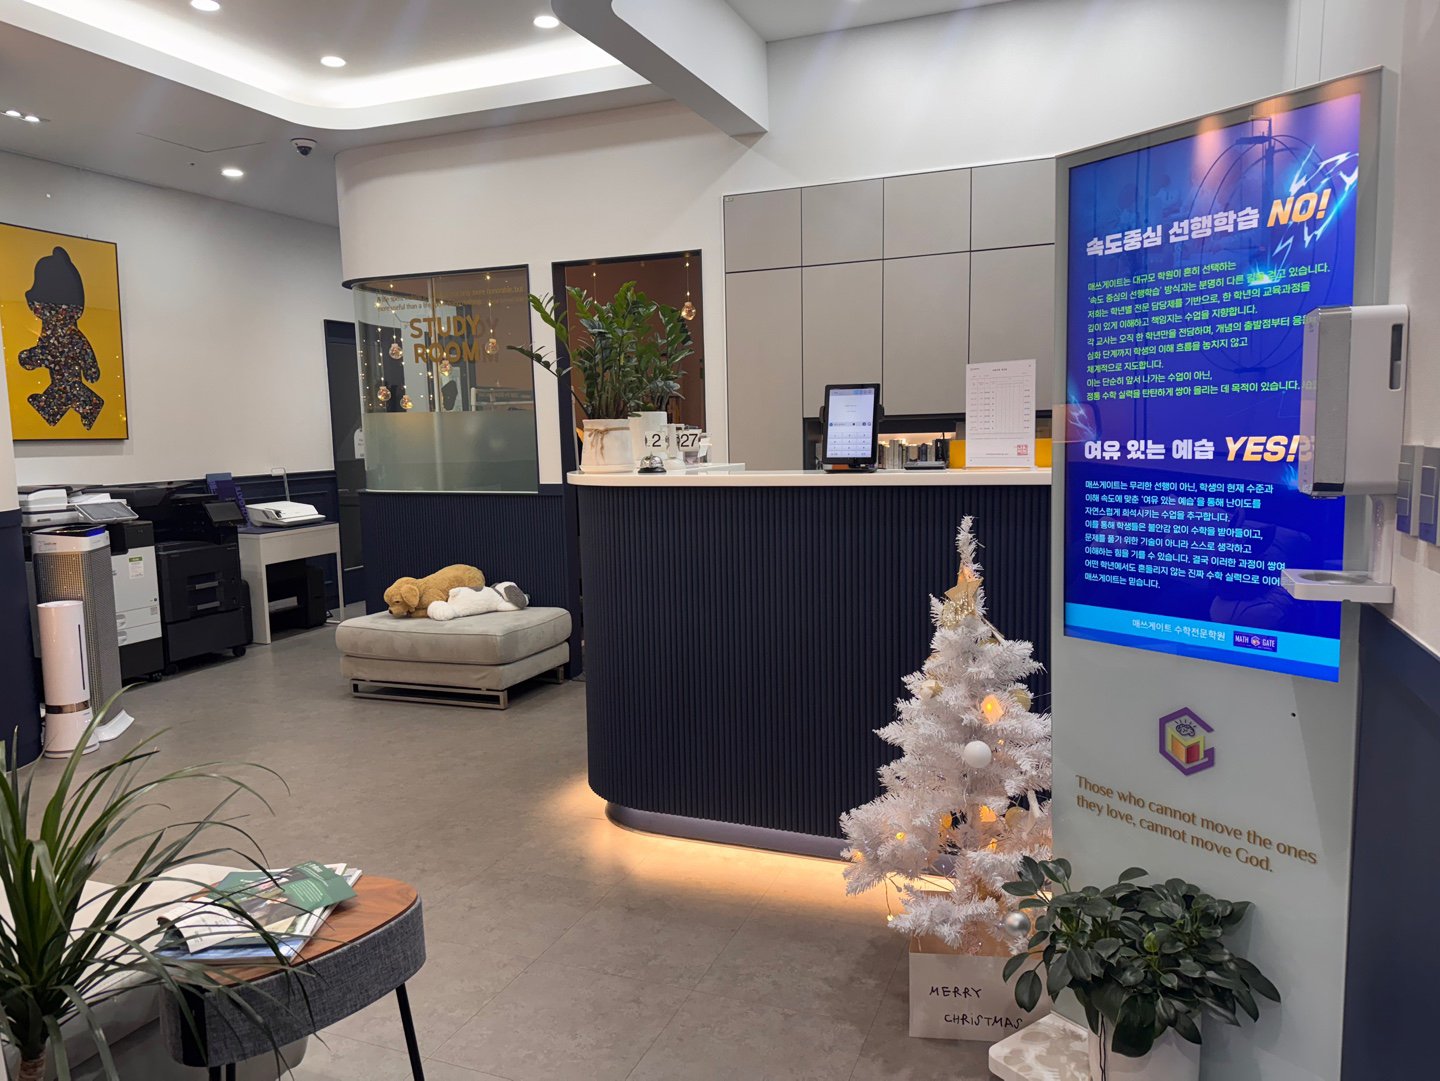 STUDY
ROOM
more useful than a
2
27
속도중심 선행학습 NO!
매쓰게이트는 대규모 학원이 흔히 선택하는
'속도 중심의 선행학습' 방식과는 분명히 다른 길을 걷고 있습니다.
저희는 학년별 전문 담당제를 기반으로, 한 학년의 교육과정을
깊이 있게 이해하고 책임지는 수업을 지향합니다.
각 교사는 오직 한 학년만을 전담하며, 개념의 출발점부터
심화 단계까지 학생의 이해 흐름을 놓치지 않고
체계적으로 지도합니다.
이는 단순히 앞서 나가는 수업이 아닌,
정통 수학 실력을 탄탄하게 쌓아 올리는 데 목적이 있습니다.
여유 있는 예습 YES!
매쓰게이트는 무리한 선행이 아닌, 학생의 현재 수준과
이해 속도에 맞춘 '여유 있는 예습'을 통해 난이도를
자연스럽게 희석시키는 수업을 추구합니다.
이를 통해 학생들은 불안감 없이 수학을 받아들이고,
문제를 풀기 위한 기술이 아니라 스스로 생각하고
이해하는 힘을 기를 수 있습니다. 결국 이러한 과정이 쌓여
어떤 학년에서도 흔들리지 않는 진짜 수학 실력으로
매쓰게이트는 믿습니다.
매쓰게이트 수학전문학원 MATH GATE
Those who cannot move the ones
they love, cannot move God.
MERRY
CHRISTMAS